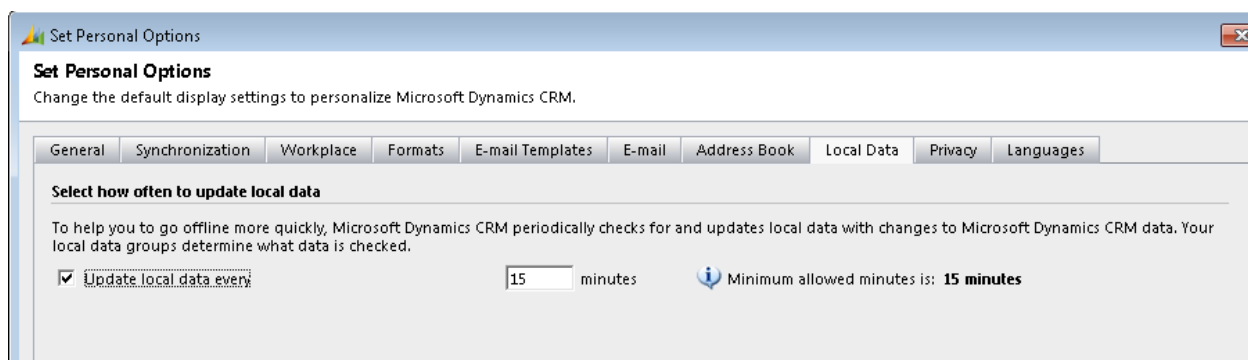 Set Personal Options
Set Personal Options
Change the default display settings to personalize Microsoft Dynamics CRM.
General Synchronization Workplace Formats E-mail Templates E-mail Address Book Local Data Privacy Languages
Select how often to update local data
To help you to go offline more quickly, Microsoft Dynamics CRM periodically checks for and updates local data with changes to Microsoft Dynamics CRM data. Your
local data groups determine what data is checked.
Update local data every 15 minutes Minimum allowed minutes is: 15 minutes